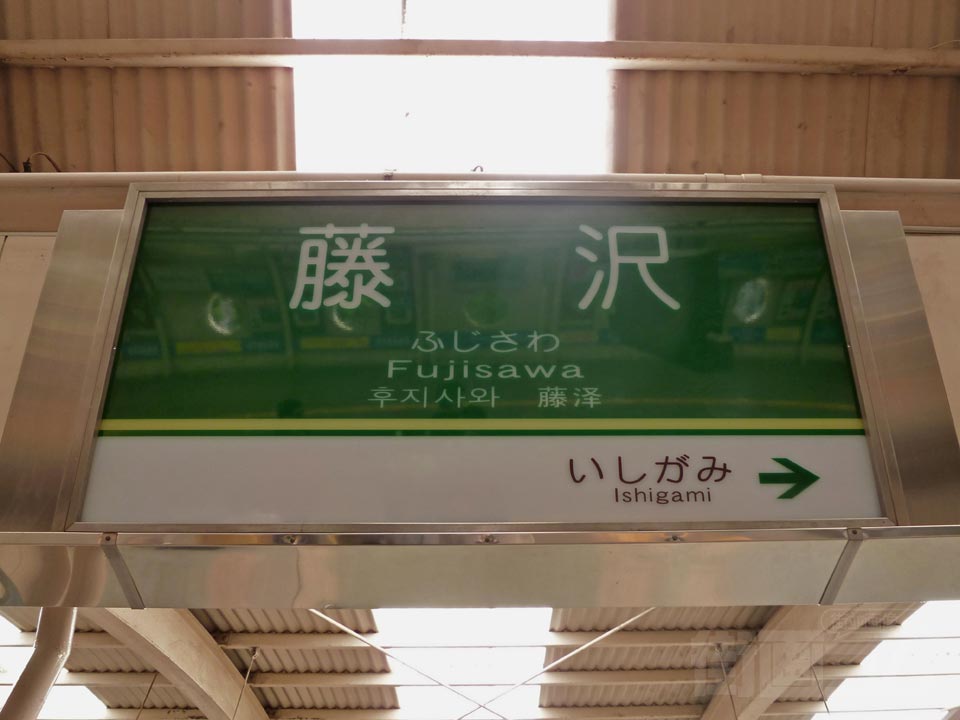 藤沢
ふじさわ
Fujisawa
후지사와 藤泽
いしがみ
Ishigami